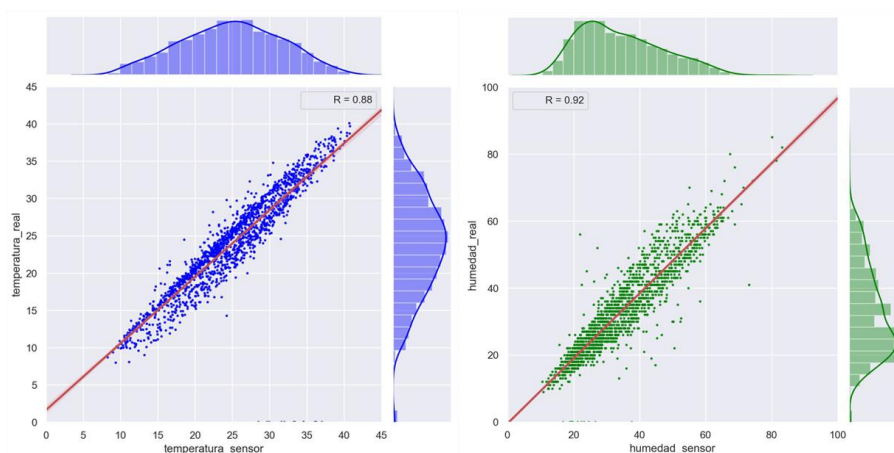 45
40
35
30
25
20
15
10
5
0
temperatura_real
R = 0.88
0 5 10 15 20 25 30 35 40 45
temperatura_sensor
100
80
60
40
20
0
humedad_real
R = 0.92
0 20 40 60 80 100
humedad_sensor